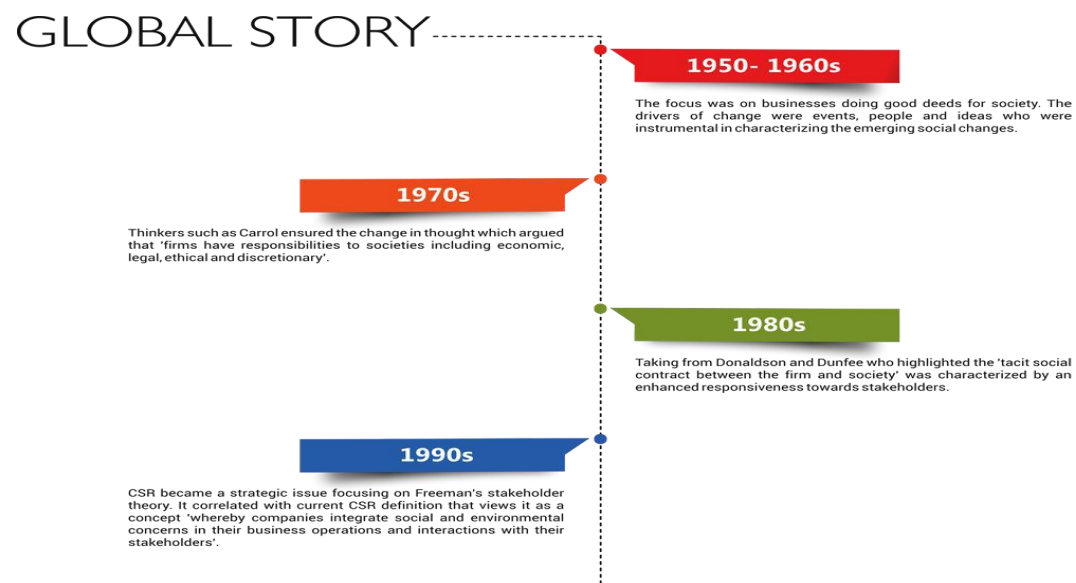 GLOBAL STORY
1950- 1960s
The focus was on businesses doing good deeds for society. The
drivers of change were events, people and ideas who were
instrumental in characterizing the emerging social changes.
1970s
Thinkers such as Carrol ensured the change in thought which argued
that 'firms have responsibilities to societies including economic,
legal, ethical and discretionary'.
1980s
Taking from Donaldson and Dunfee who highlighted the 'tacit social
contract between the firm and society' was characterized by an
enhanced responsiveness towards stakeholders.
1990s
CSR became a strategic issue focusing on Freeman's stakeholder
theory. It correlated with current CSR definition that views it as a
concept 'whereby companies integrate social and environmental
concerns in their business operations and interactions with their
stakeholders'.